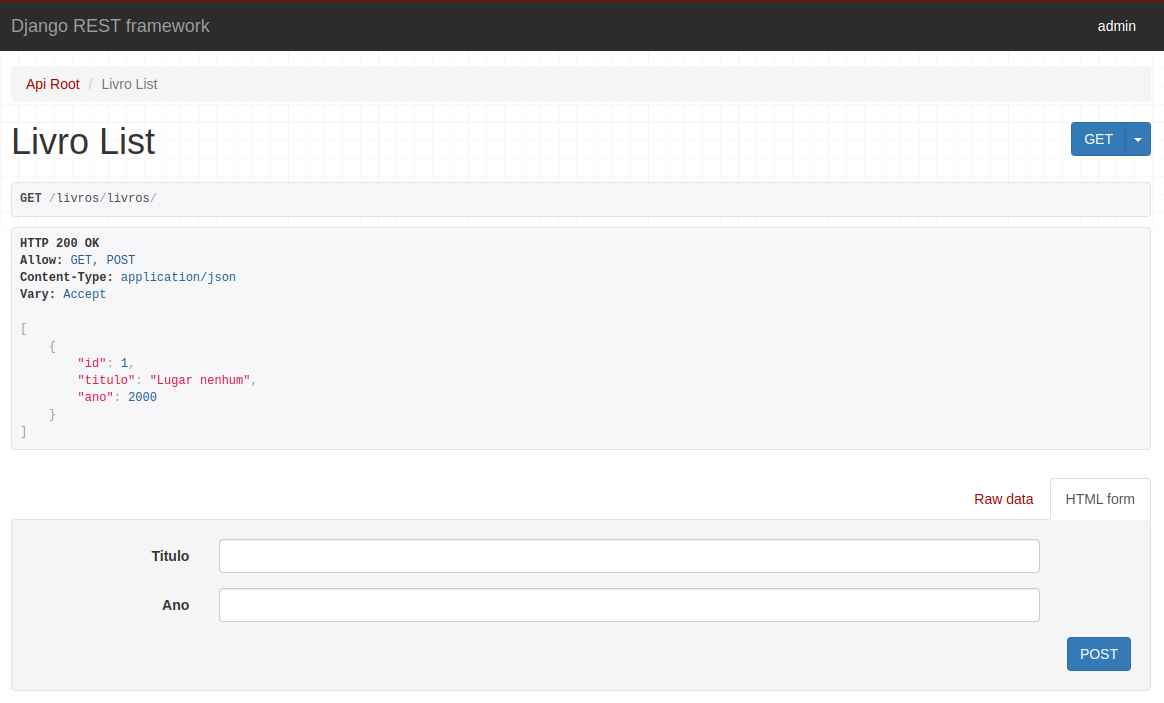 Django REST framework
admin
Api Root / Livro List
Livro List
GET
GET /livros/livros/
HTTP 200 OK
Allow: GET, POST
Content-Type: application/json
Vary: Accept
[
    {
        "id": 1,
        "titulo": "Lugar nenhum",
        "ano": 2000
    }
]
Raw data
HTML form
Titulo
Ano
POST